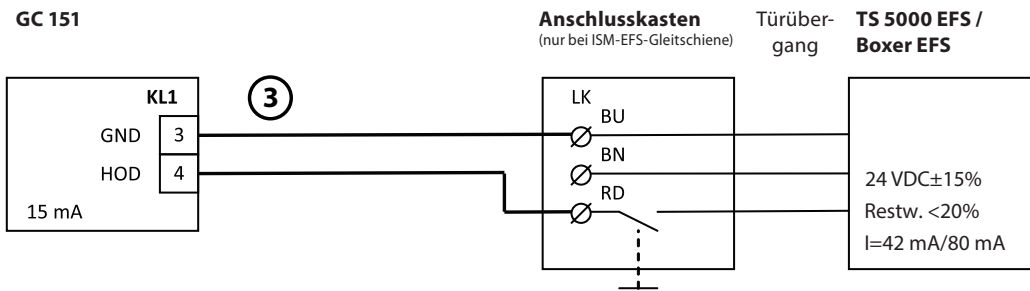 GC 151
Anschlusskasten
(nur bei ISM-EFS-Gleitschiene)
Türüber-
gang
TS 5000 EFS /
Boxer EFS
KL1
3
GND 3
HOD 4
15 mA
LK
BU
BN
RD
24 VDC±15%
Restw. <20%
I=42 mA/80 mA